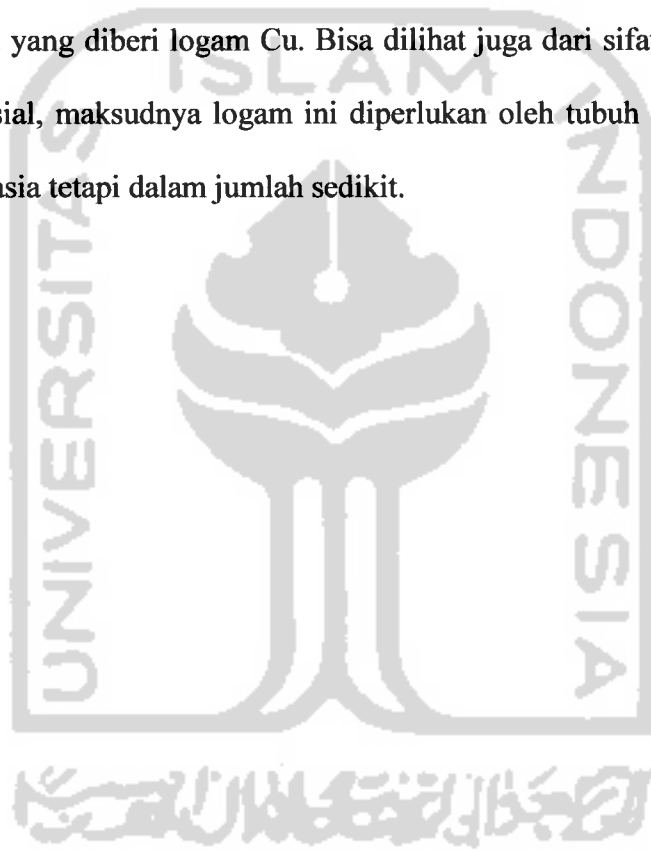 yang diberi logam Cu. Bisa dilihat juga dari sifat
sial, maksudnya logam ini diperlukan oleh tubuh
asia tetapi dalam jumlah sedikit.
ISLAM
UNIVERSITAS
INDONESIA